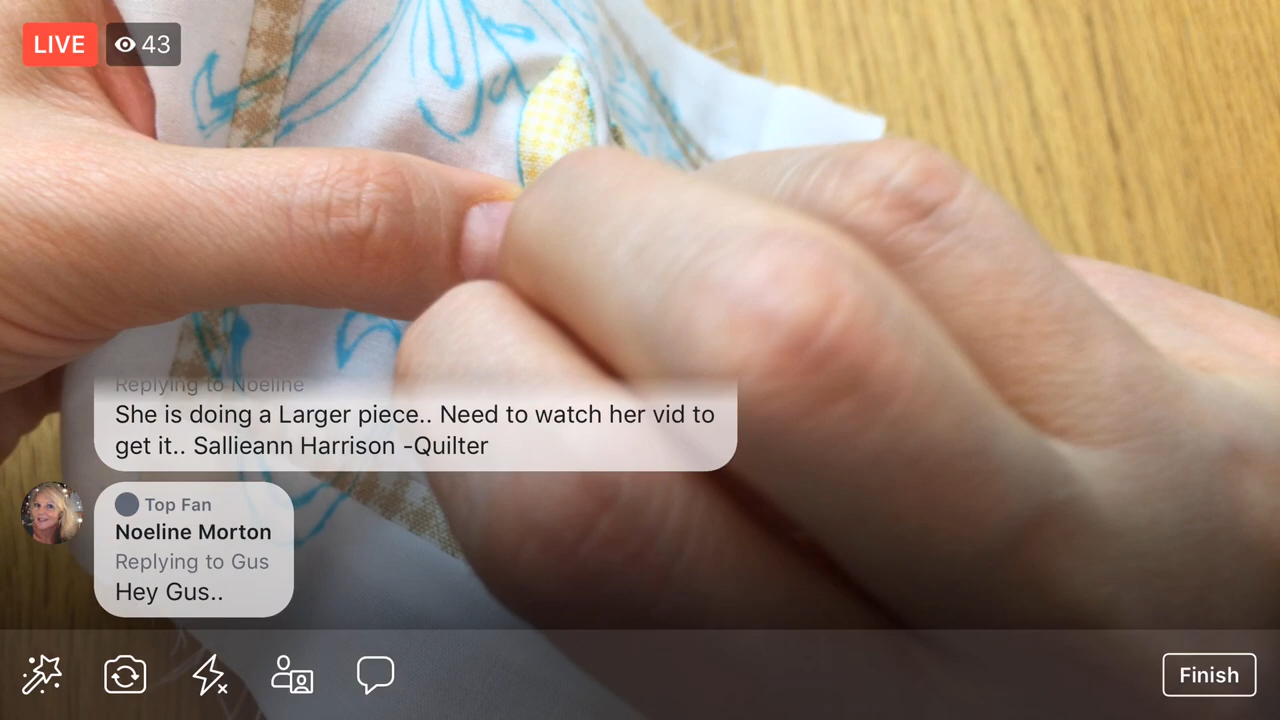 LIVE
43
Replying to Noeline
She is doing a Larger piece.. Need to watch her vid to
get it.. Sallieann Harrison -Quilter
Top Fan
Noeline Morton
Replying to Gus
Hey Gus..
Finish